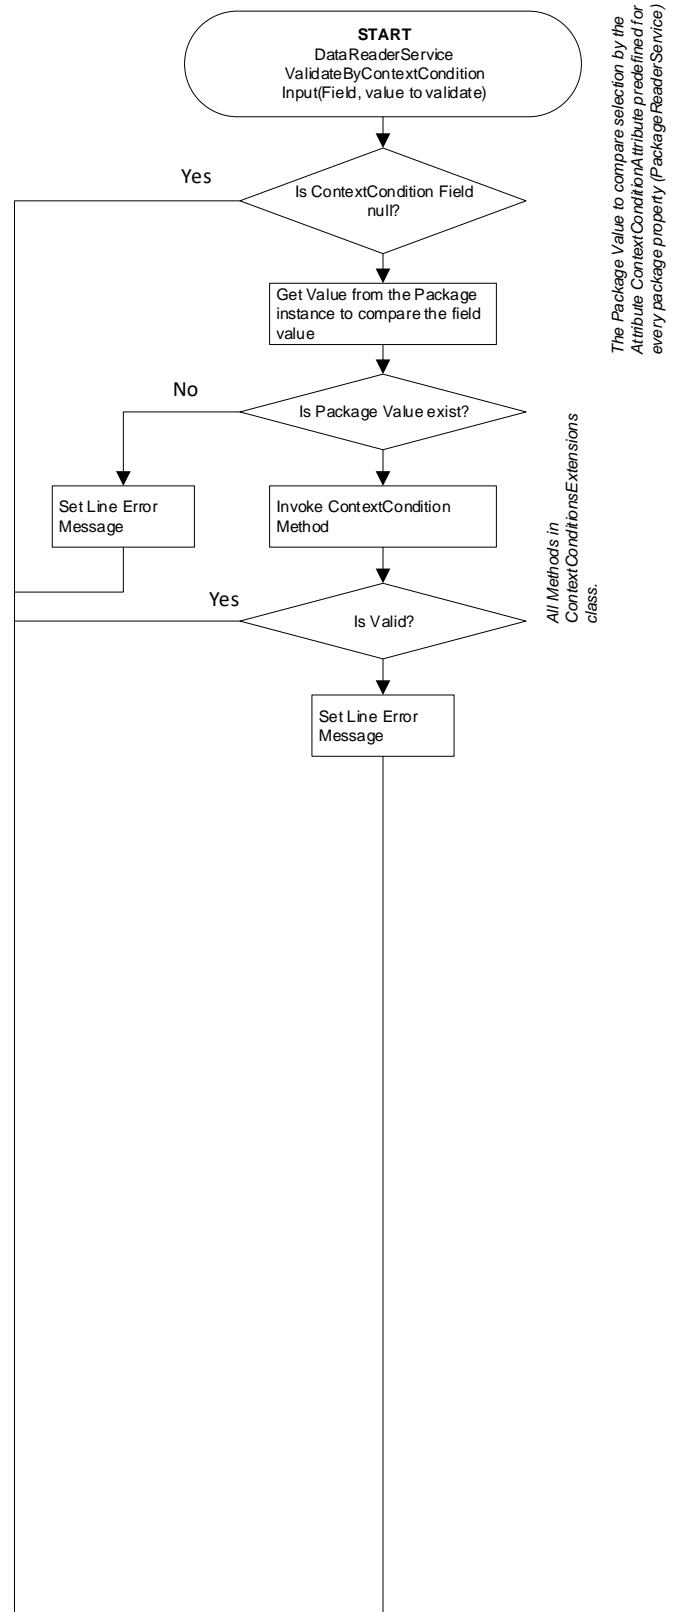 START
DataReaderService
ValidateByContextCondition
Input(Field, value to validate)
The Package Value to compare selection by the
Attribute ContextConditionAttribute predefined for
every package property (PackageReaderService)
Yes
Is ContextCondition Field
null?
Get Value from the Package
instance to compare the field
value
No
Is Package Value exist?
Set Line Error
Message
Invoke ContextCondition
Method
All Methods in
ContextConditionsExtensions
class.
Yes
Is Valid?
Set Line Error
Message